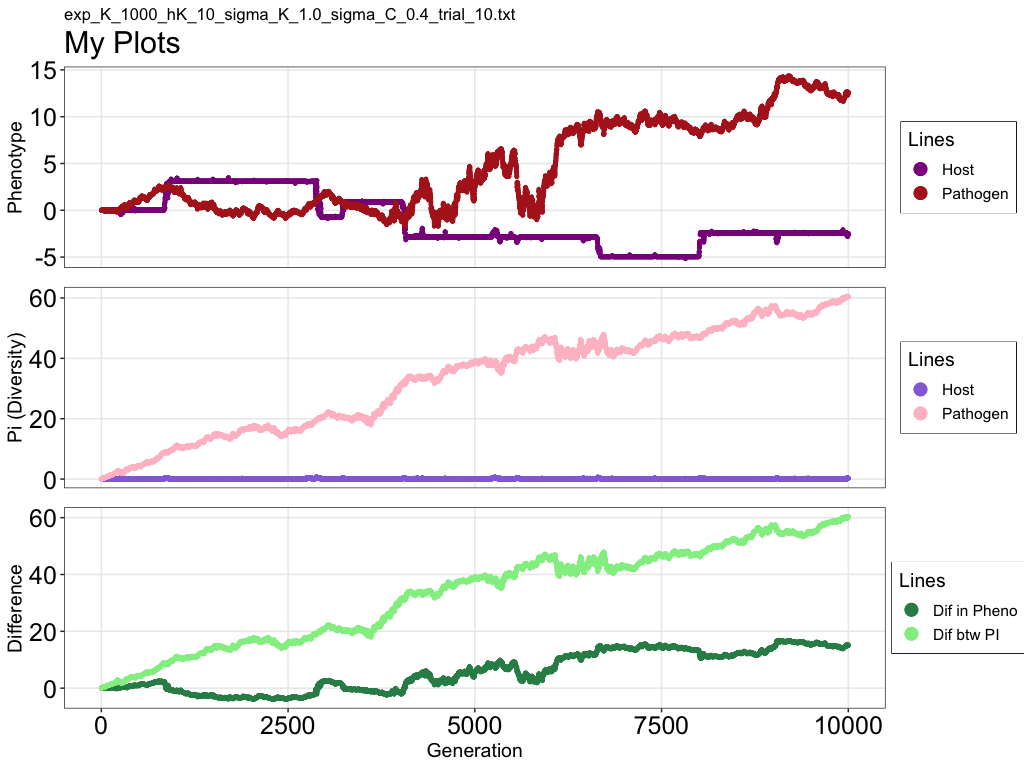 exp_K_1000_hK_10_sigma_K_1.0_sigma_C_0.4_trial_10.txt
My Plots
Phenotype
15
10
5
0
-5
Lines
Host
Pathogen
Pi (Diversity)
60
40
20
0
Lines
Host
Pathogen
Difference
60
40
20
0
Lines
Dif in Pheno
Dif btw PI
0
2500
5000
7500
10000
Generation